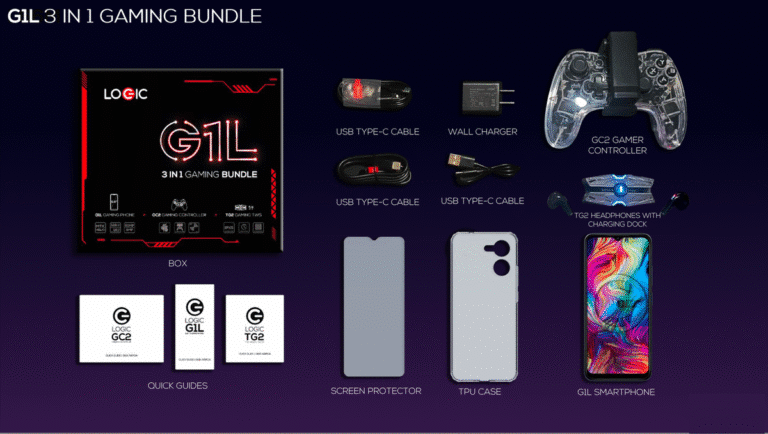 G1L 3 IN 1 GAMING BUNDLE
LOGIC
G1L
3 IN 1 GAMING BUNDLE
G1L GAMING PHONE
GC2 GAMING CONTROLLER
TG2 GAMING TWS
BOX
USB TYPE-C CABLE
WALL CHARGER
GC2 GAMER
CONTROLLER
USB TYPE-C CABLE
USB TYPE-C CABLE
TG2 HEADPHONES WITH
CHARGING DOCK
LOGIC
GC2
LOGIC
G1L
LOGIC
TG2
QUICK GUIDES
SCREEN PROTECTOR
TPU CASE
G1L SMARTPHONE